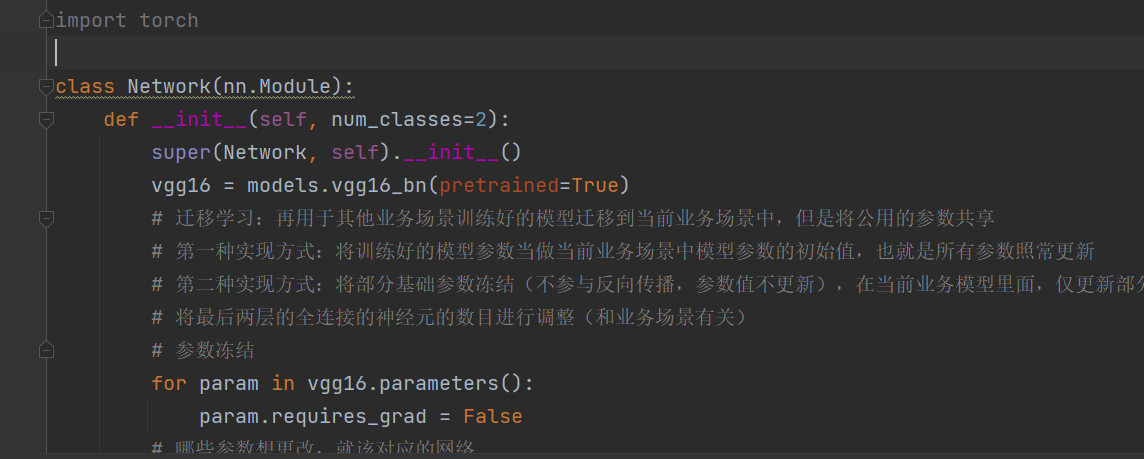 import torch
class Network(nn.Module):
def __init__(self, num_classes=2):
super(Network, self).__init__()
vgg16 = models.vgg16_bn(pretrained=True)
# 迁移学习：再用于其他业务场景训练好的模型迁移到当前业务场景中，但是将公用的参数共享
# 第一种实现方式：将训练好的模型参数当做当前业务场景中模型参数的初始值，也就是所有参数照常更新
# 第二种实现方式：将部分基础参数冻结（不参与反向传播，参数值不更新），在当前业务模型里面，仅更新部分
# 将最后两层的全连接的神经元的数目进行调整（和业务场景有关）
# 参数冻结
for param in vgg16.parameters():
param.requires_grad = False
# 哪些参数想更改，就该对应的网络